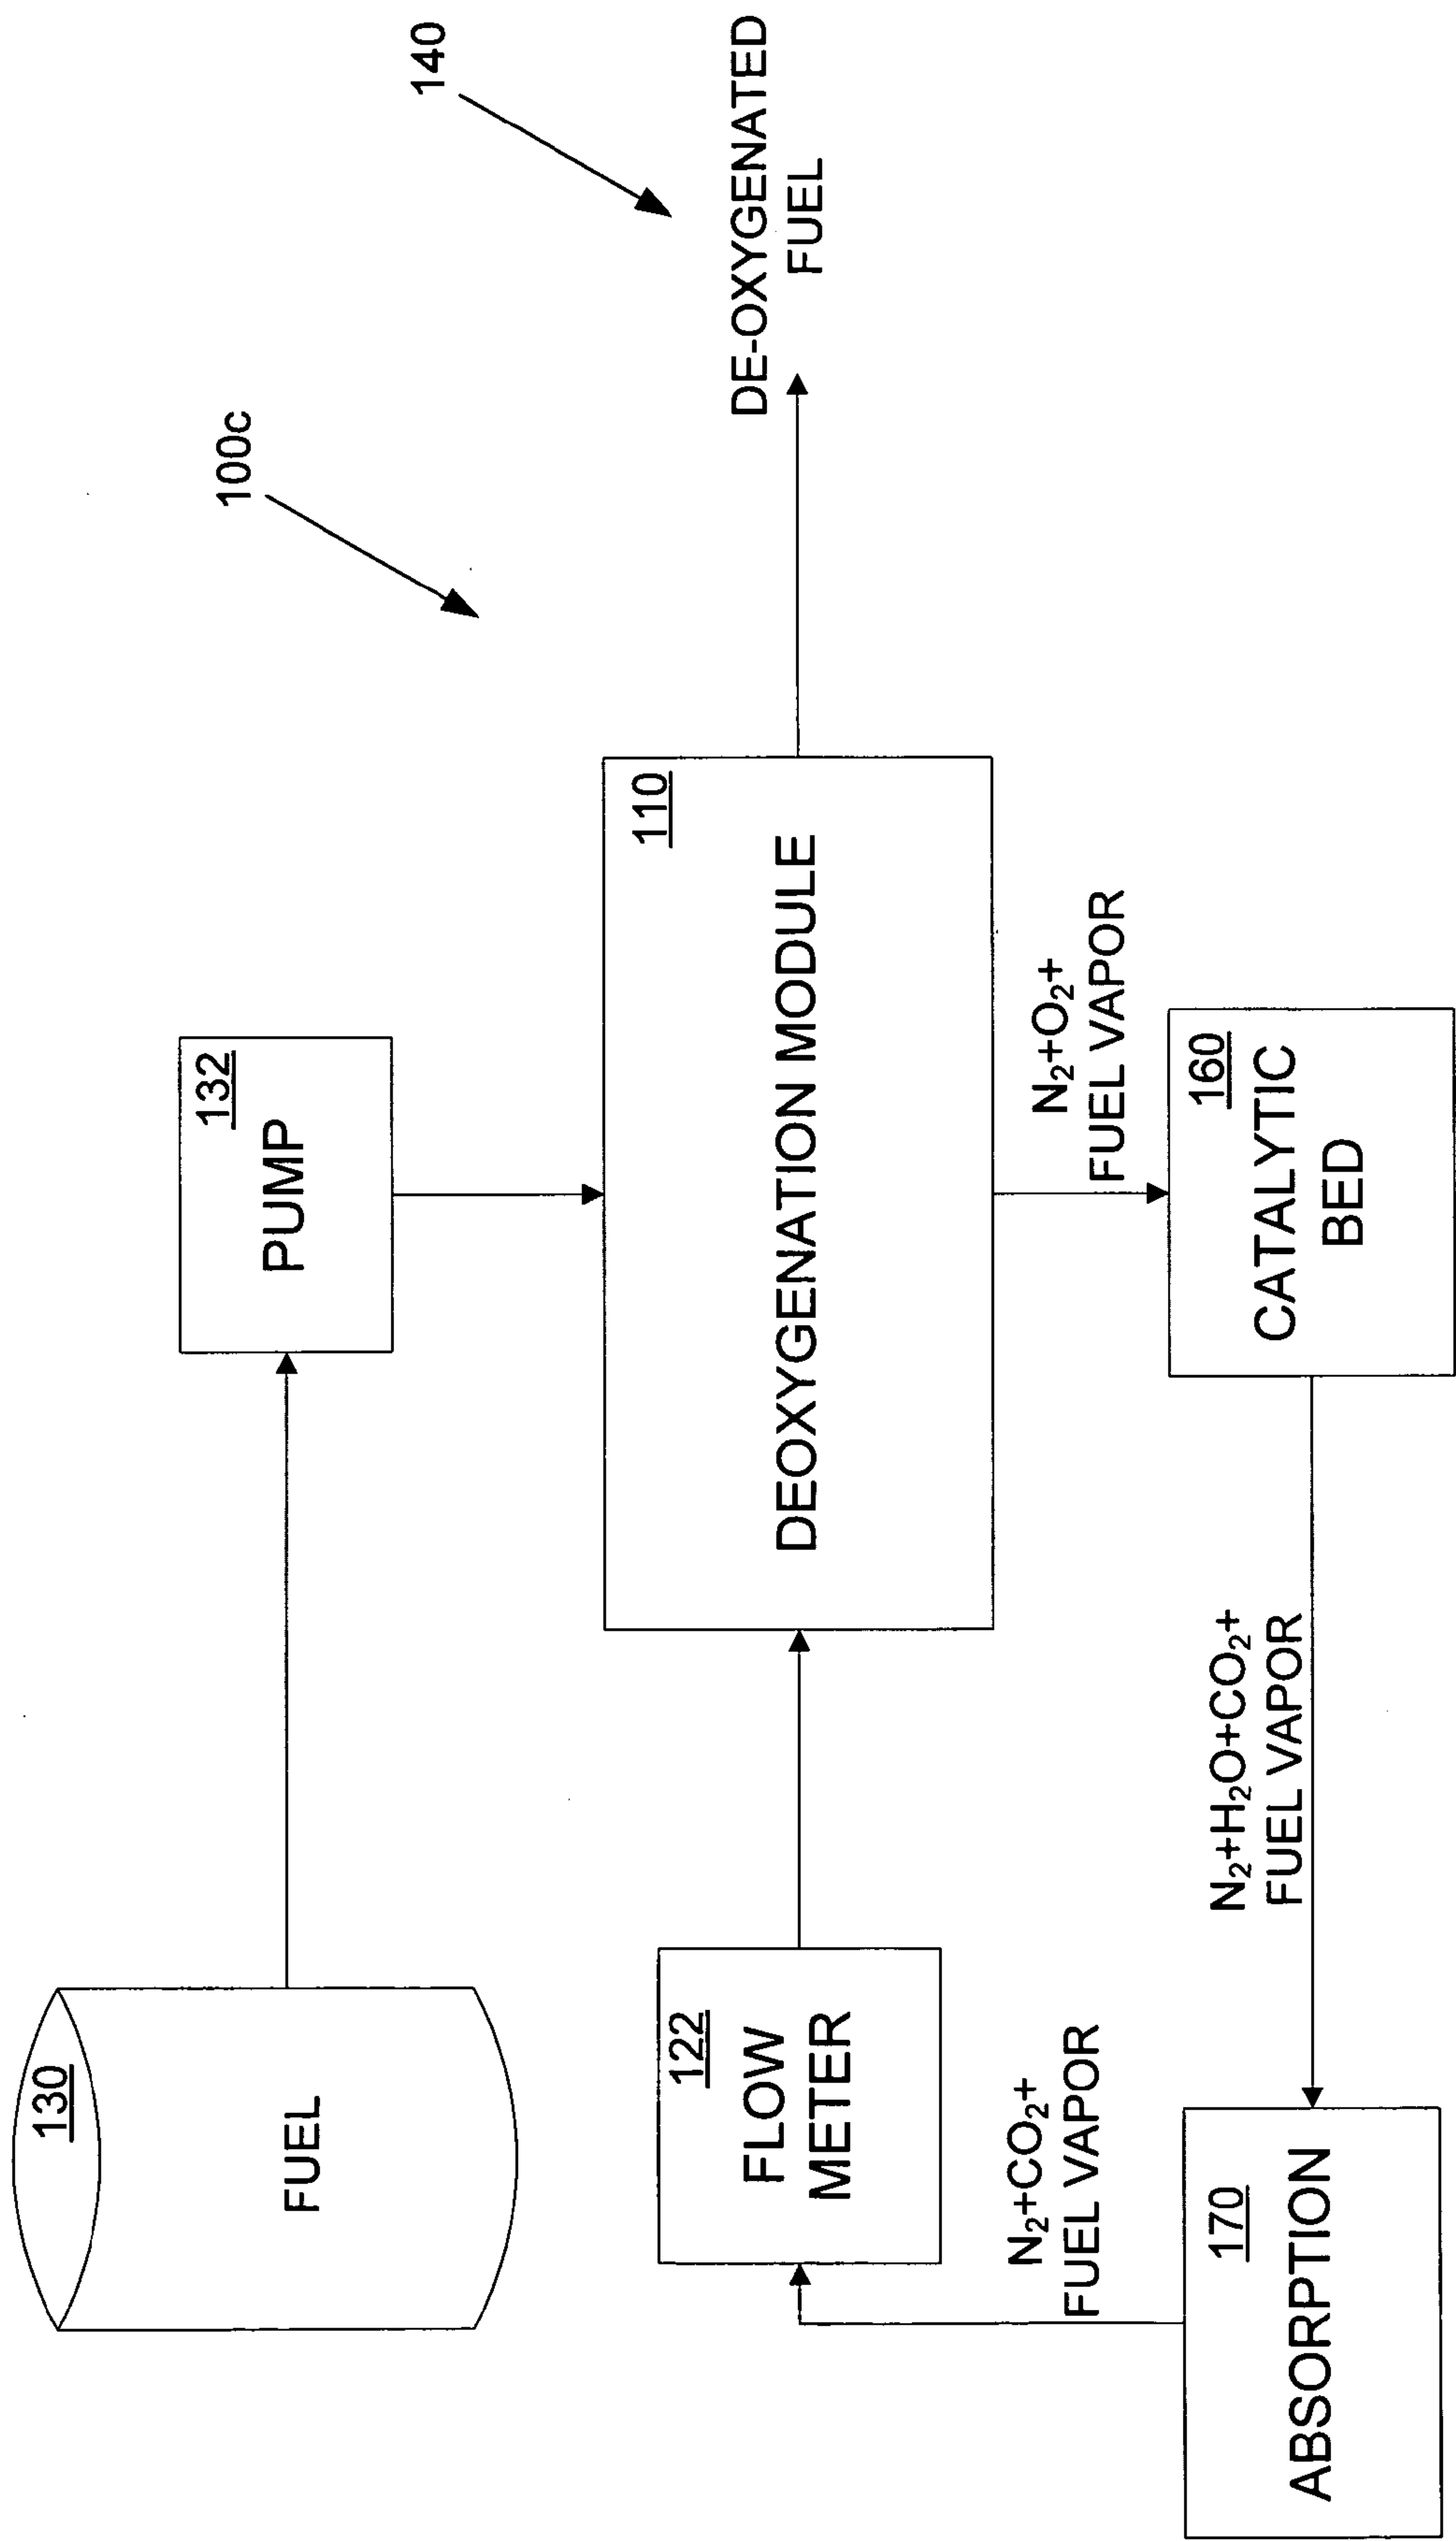 140
100c
DE-OXYGENATED
FUEL
130
FUEL
132
PUMP
122
FLOW
METER
110
DEOXYGENATION MODULE
N₂+O₂+
FUEL VAPOR
160
CATALYTIC
BED
N₂+H₂O+CO₂+
FUEL VAPOR
N₂+CO₂+
FUEL VAPOR
170
ABSORPTION